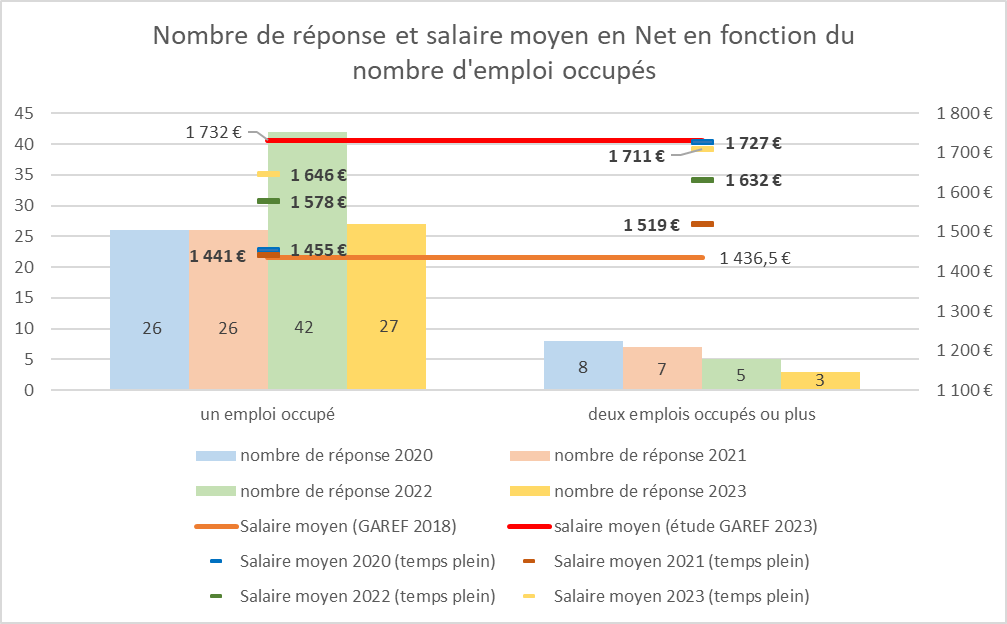 Nombre de réponse et salaire moyen en Net en fonction du
nombre d'emploi occupés
45
40
35
30
25
20
15
10
5
0
1 800 €
1 700 €
1 600 €
1 500 €
1 400 €
1 300 €
1 200 €
1 100 €
1 732 €
1 646 €
1 578 €
1 441 €
1 455 €
26
26
42
27
1 727 €
1 711 €
1 632 €
1 519 €
1 436,5 €
8
7
5
3
un emploi occupé
deux emplois occupés ou plus
nombre de réponse 2020
nombre de réponse 2021
nombre de réponse 2022
nombre de réponse 2023
Salaire moyen (GAREF 2018)
salaire moyen (étude GAREF 2023)
Salaire moyen 2020 (temps plein)
Salaire moyen 2021 (temps plein)
Salaire moyen 2022 (temps plein)
Salaire moyen 2023 (temps plein)